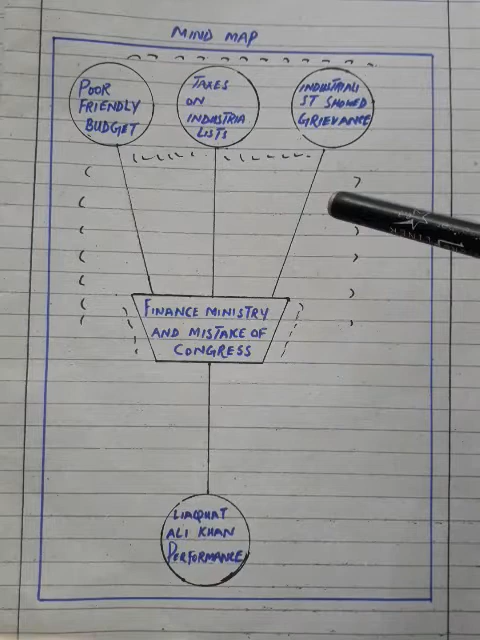 MIND MAP
POOR
FRIENDLY
BUDGET
TAXES
ON
INDUSTRIA
LISTS
INDUSTRIALI
ST SHOWED
GRIEVANCE
FINANCE MINISTRY
AND MISTAKE OF
CONGRESS
LIAQHAT
ALI KHAN
PERFORMANCE